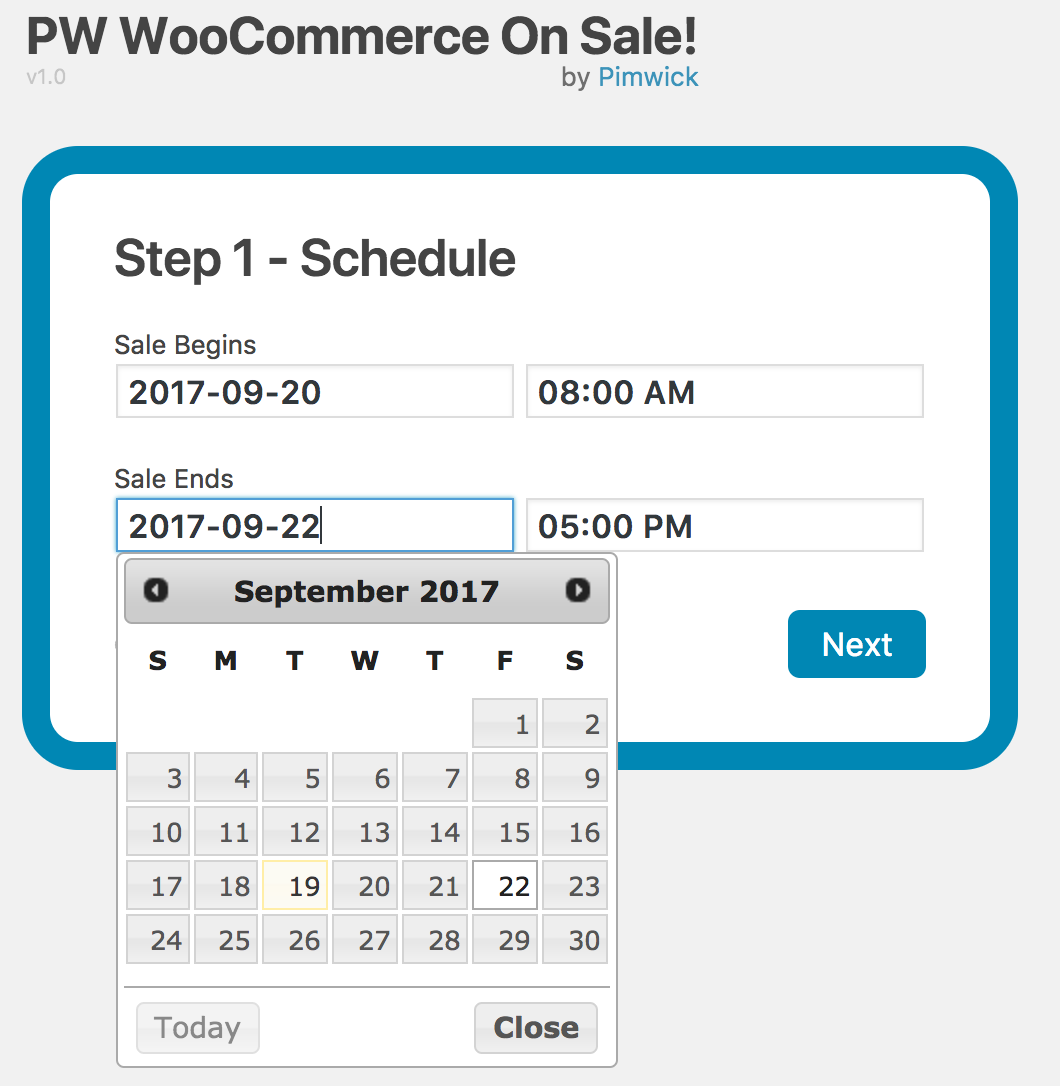 PW WooCommerce On Sale!
v1.0 by Pimwick
Step 1 - Schedule
Sale Begins
2017-09-20 08:00 AM
Sale Ends
2017-09-22 05:00 PM
September 2017
S M T W T F S
1 2
3 4 5 6 7 8 9
10 11 12 13 14 15 16
17 18 19 20 21 22 23
24 25 26 27 28 29 30
Today Close
Next